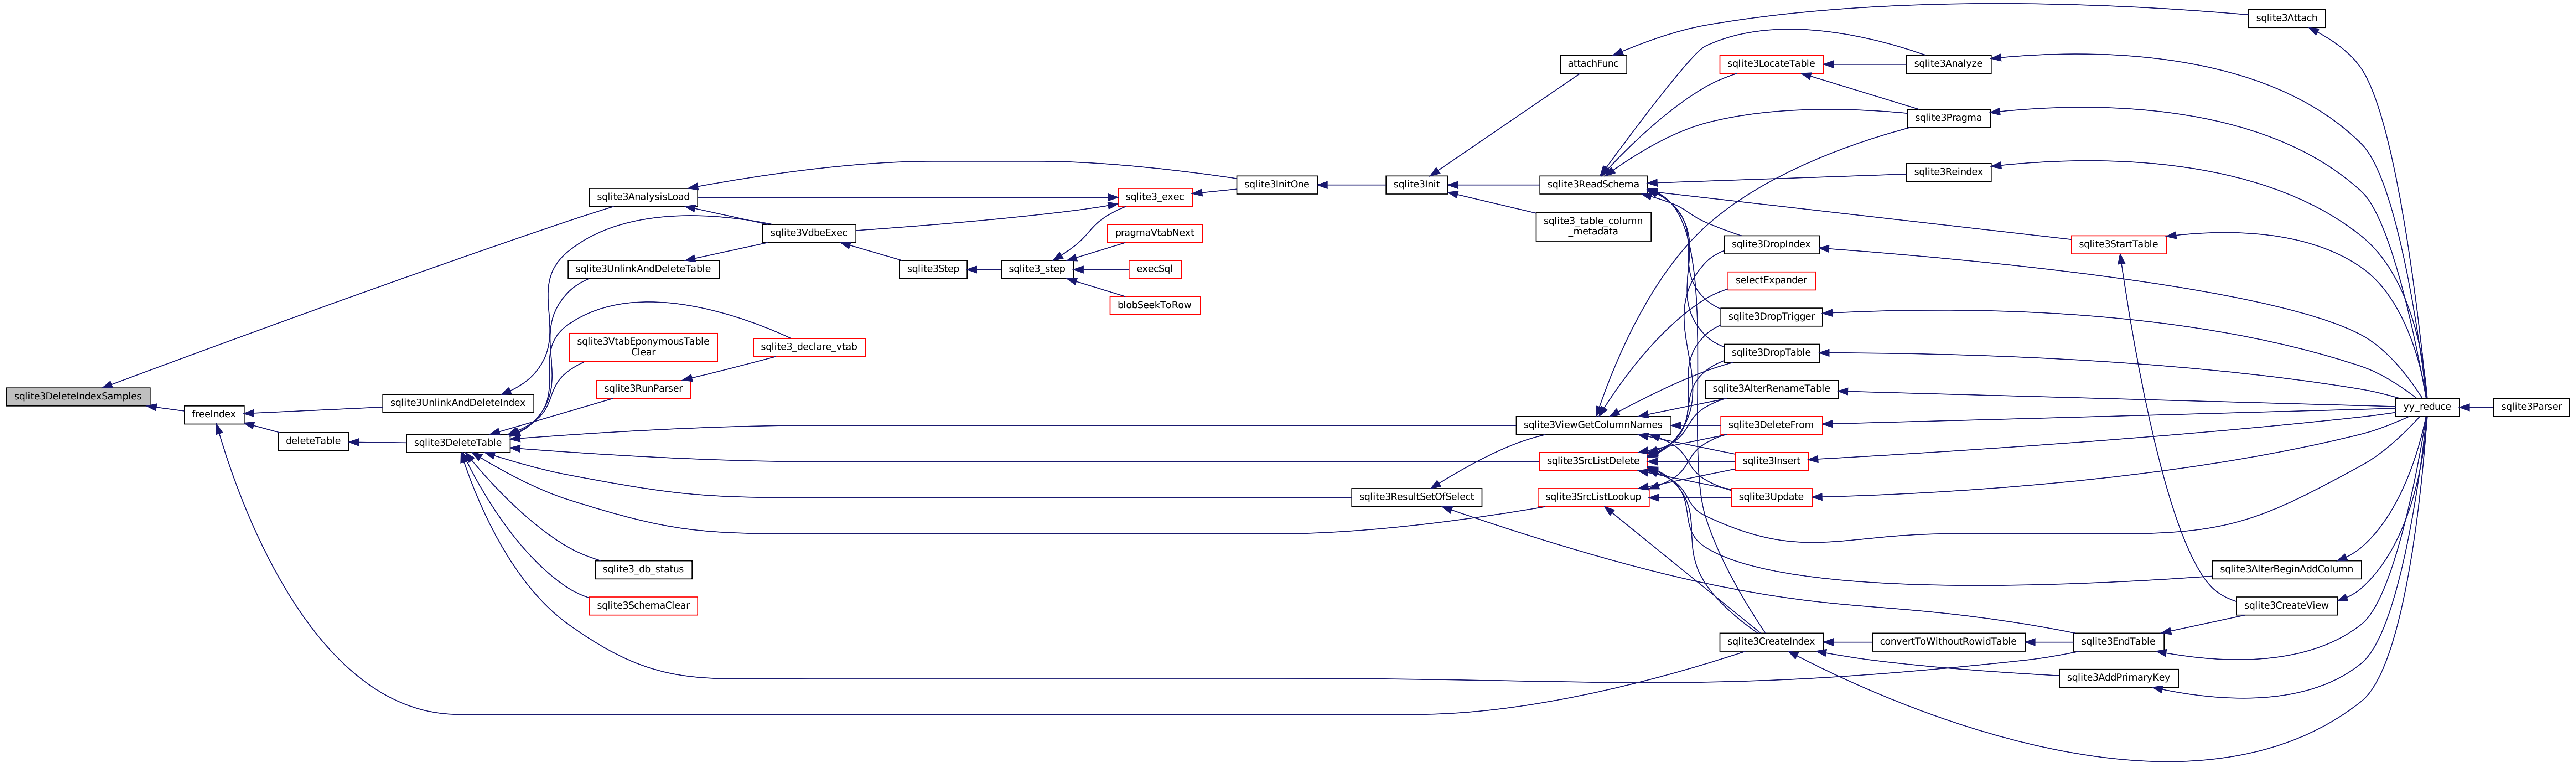 sqlite3DeleteIndexSamples
freeIndex
sqlite3AnalysisLoad
sqlite3UnlinkAndDeleteIndex
deleteTable
sqlite3DeleteTable
sqlite3UnlinkAndDeleteTable
sqlite3VtabEponymousTable
Clear
sqlite3RunParser
sqlite3_db_status
sqlite3SchemaClear
sqlite3VdbeExec
sqlite3_declare_vtab
sqlite3Step
sqlite3_step
sqlite3_exec
pragmaVtabNext
execSql
blobSeekToRow
sqlite3InitOne
sqlite3Init
sqlite3ResultSetOfSelect
attachFunc
sqlite3ReadSchema
sqlite3_table_column
_metadata
sqlite3ViewGetColumnNames
sqlite3SrcListDelete
sqlite3SrcListLookup
sqlite3LocateTable
sqlite3DropIndex
selectExpander
sqlite3DropTrigger
sqlite3DropTable
sqlite3AlterRenameTable
sqlite3DeleteFrom
sqlite3Insert
sqlite3Update
sqlite3CreateIndex
sqlite3Analyze
sqlite3Pragma
sqlite3Reindex
convertToWithoutRowidTable
sqlite3StartTable
sqlite3EndTable
sqlite3AddPrimaryKey
sqlite3Attach
sqlite3AlterBeginAddColumn
sqlite3CreateView
yy_reduce
sqlite3Parser